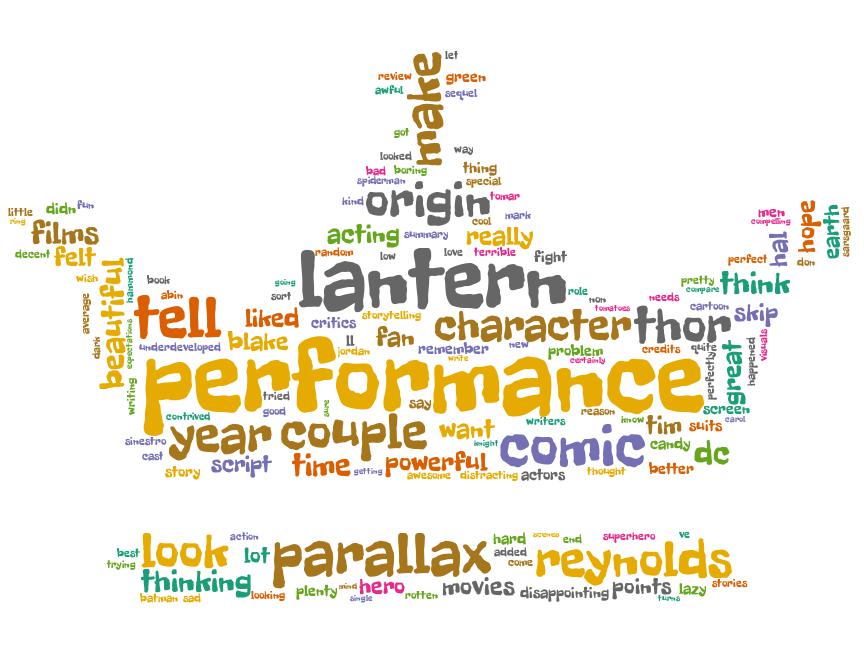 let
make
review
green
awful
sequel
got
looked
way
bad boring
thing
spiderman
special
kind
origin
tomar
cool
mark
little
didn
fun
ring
films
decent
felt
wish
acting
summary
really
random
low
love
terrible
fight
men
compelling
hope
earth
sarsgaard
hal
perfect
don
pretty
think
compare
hammond
beautiful
book
abin
going
sort
lantern
role
non
tomatoes
needs
cartoon
skip
average
dark
expectations
writing
tell
liked
critics
storytelling
ll
fan
character
thor
visuals
underdeveloped
blake
jordan
remember
new
problem
credits
quite
write
certainly
performance
perfectly
great
happened
tried
good
sure
say
reason
screen
contrived
year
couple
want
writers
know
tim
suits
carol
sinestro
knight
comic
candy
dc
cast
story
script
time
getting
powerful
awesome
distracting
actors
thought
better
best
trying
look
action
lot
parallax
hard
scenes
end
superhero
ve
added
come
reynolds
thinking
batman
sad
looking
plenty
mind
hero
single
rotten
movies
disappointing
points
lazy
turns
stories